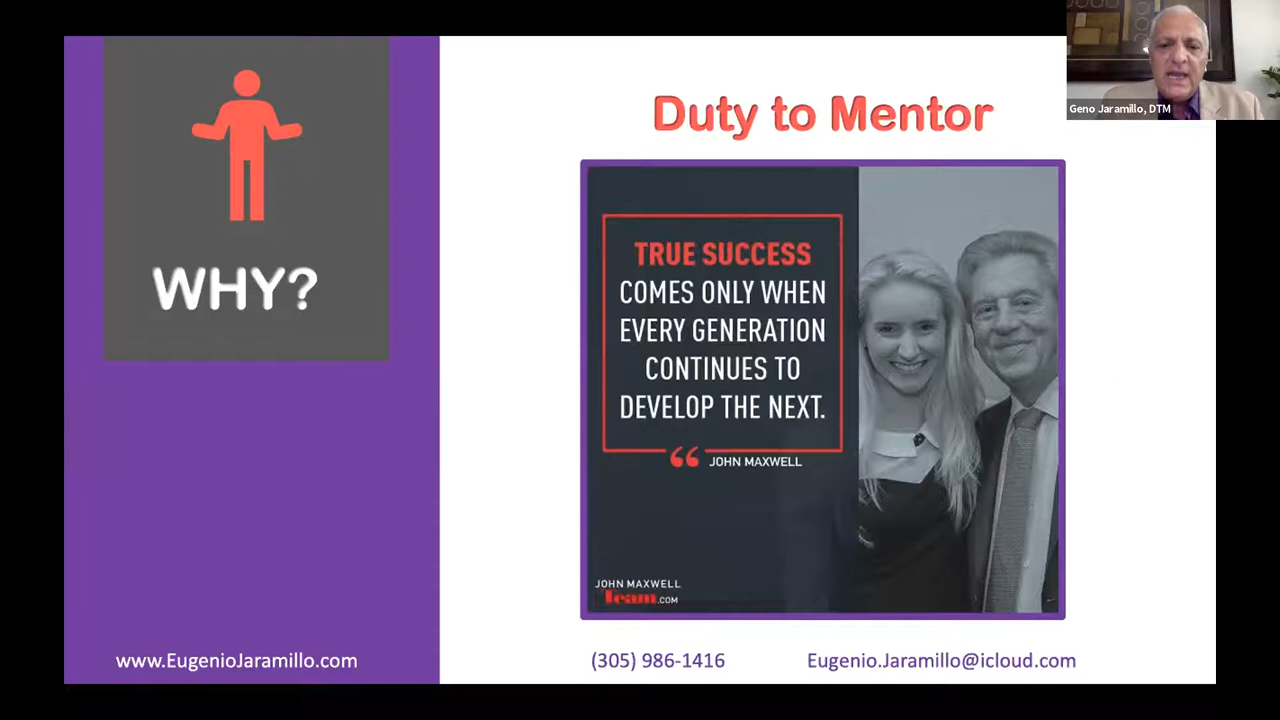 Geno Jaramillo, DTM
WHY?
Duty to Mentor
TRUE SUCCESS
COMES ONLY WHEN
EVERY GENERATION
CONTINUES TO
DEVELOP THE NEXT.
“ JOHN MAXWELL
JOHN MAXWELL
Team.COM
www.EugenioJaramillo.com
(305) 986-1416
Eugenio.Jaramillo@icloud.com